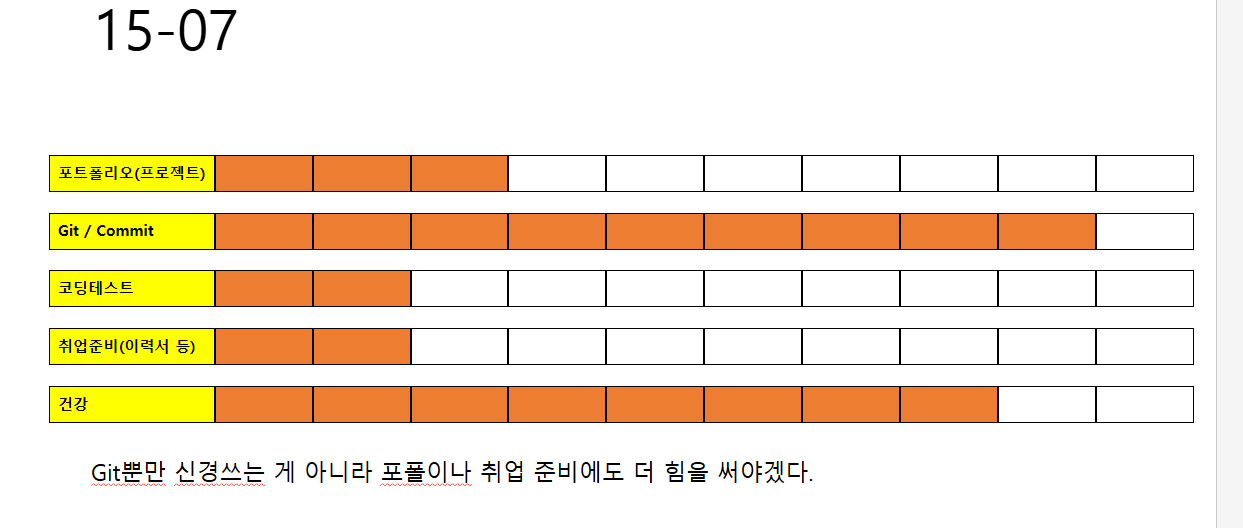 15-07
포트폴리오(프로젝트)
Git / Commit
코딩테스트
취업준비(이력서 등)
건강
Git뿐만 신경쓰는 게 아니라 포폴이나 취업 준비에도 더 힘을 써야겠다.